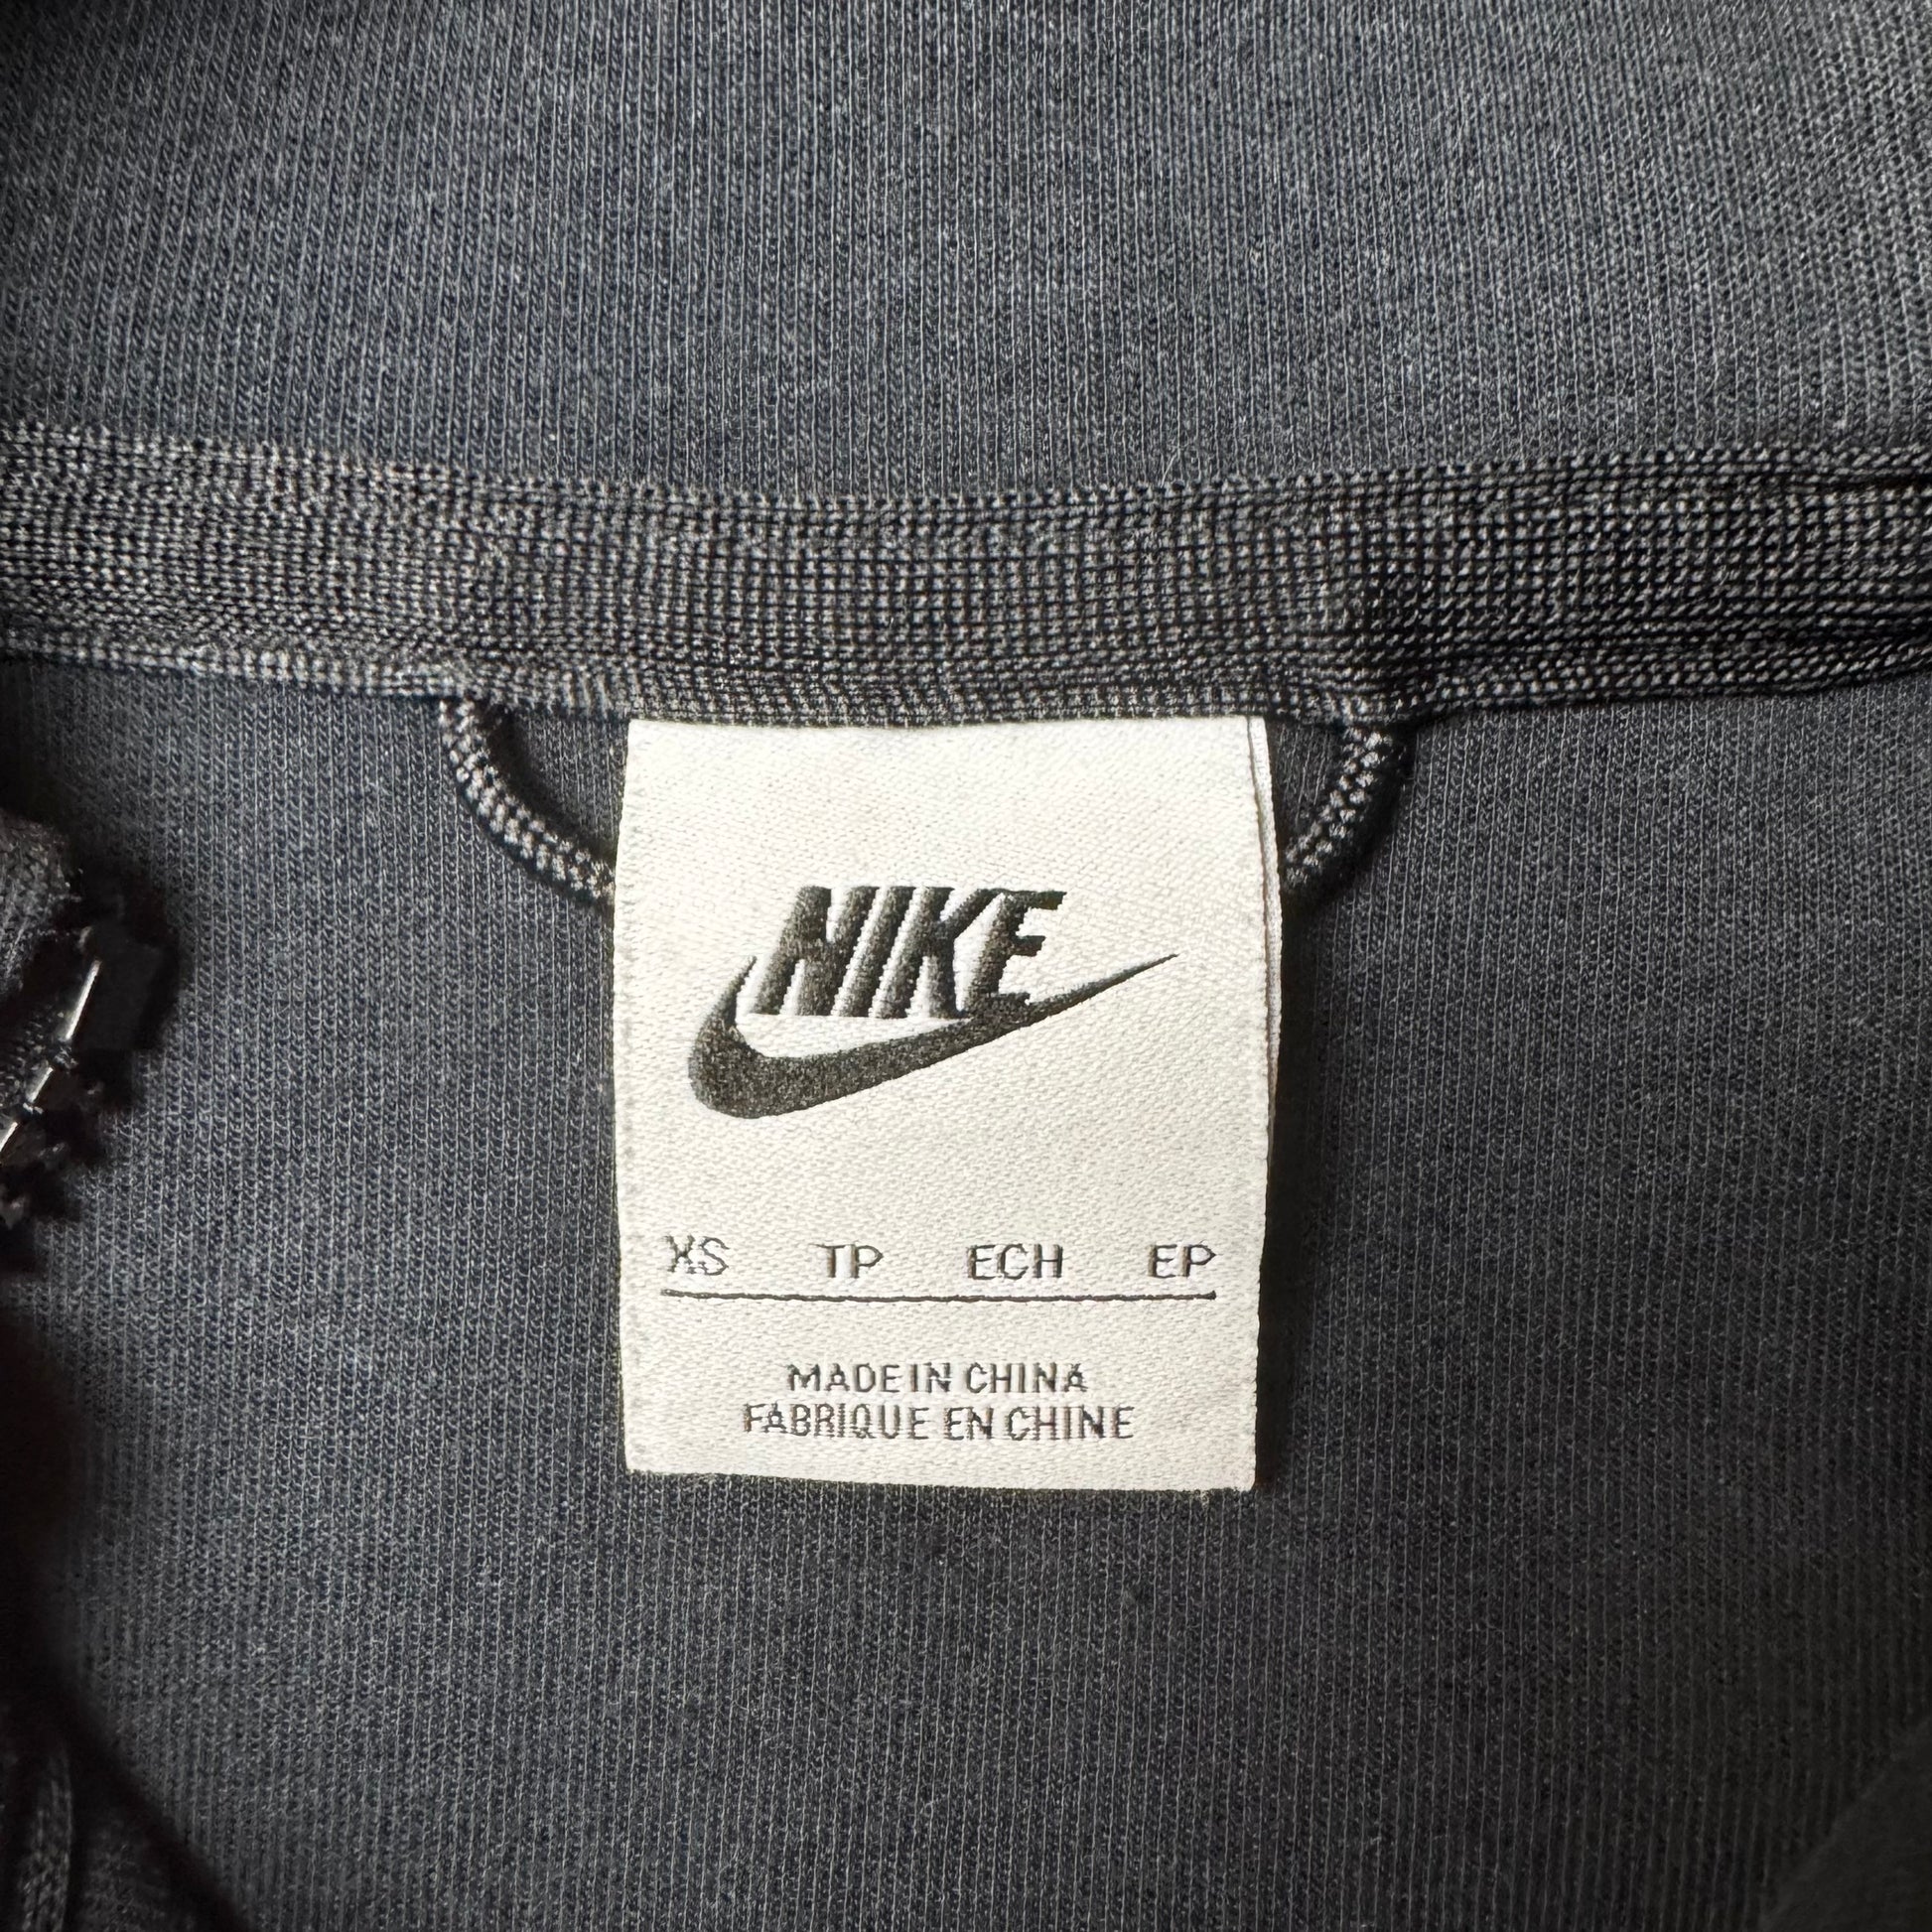 NIKE
XS TP ECH EP
MADE IN CHINA
FABRIQUE EN CHINE